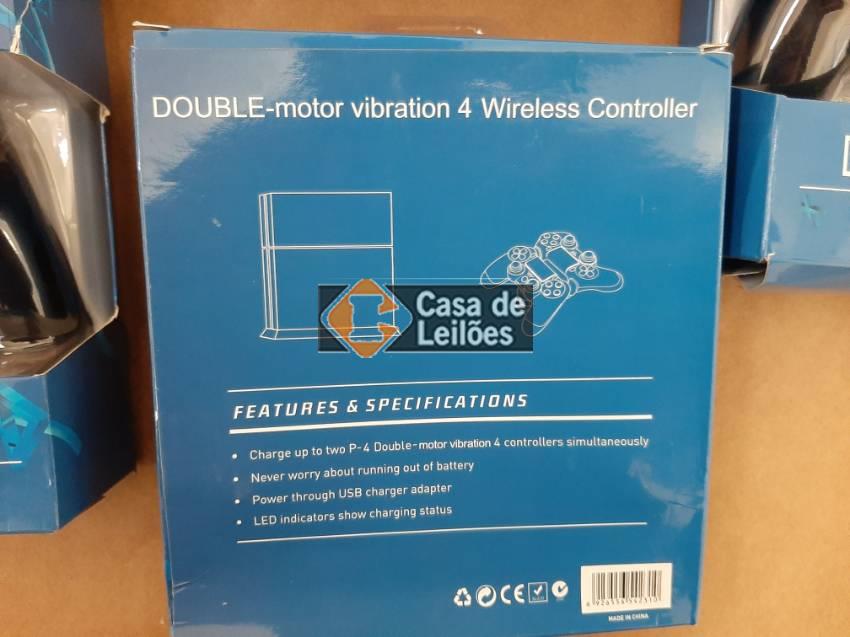 DOUBLE-motor vibration 4 Wireless Controller
Casa de
Leilões
FEATURES & SPECIFICATIONS
• Charge up to two P-4 Double-motor vibration 4 controllers simultaneously
• Never worry about running out of battery
• Power through USB charger adapter
• LED indicators show charging status
CE
MADE IN CHINA